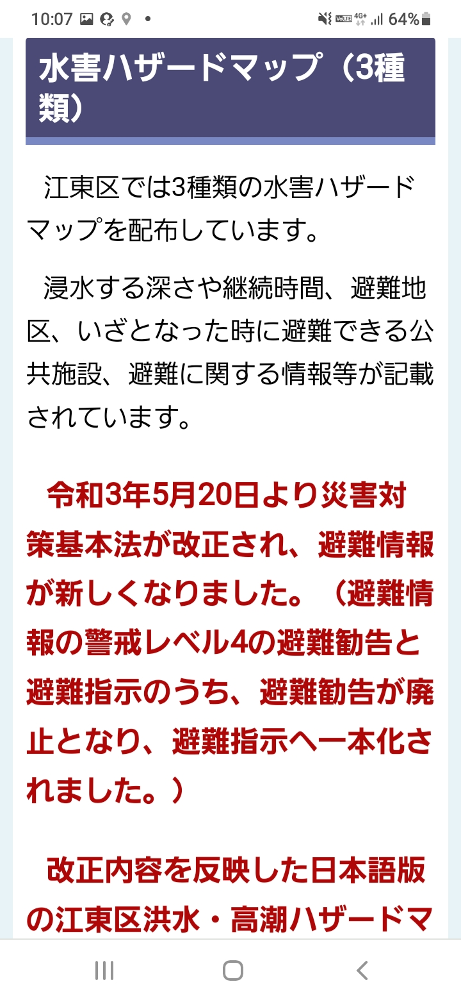 10:07
VoLTE 4G+ 64%
水害ハザードマップ（3種
類）
江東区では3種類の水害ハザード
マップを配布しています。
浸水する深さや継続時間、避難地
区、いざとなった時に避難できる公
共施設、避難に関する情報等が記載
されています。
令和3年5月20日より災害対
策基本法が改正され、避難情報
が新しくなりました。（避難情
報の警戒レベル4の避難勧告と
避難指示のうち、避難勧告が廃
止となり、避難指示へ一本化さ
れました。）
改正内容を反映した日本語版
の江東区洪水・高潮ハザードマ